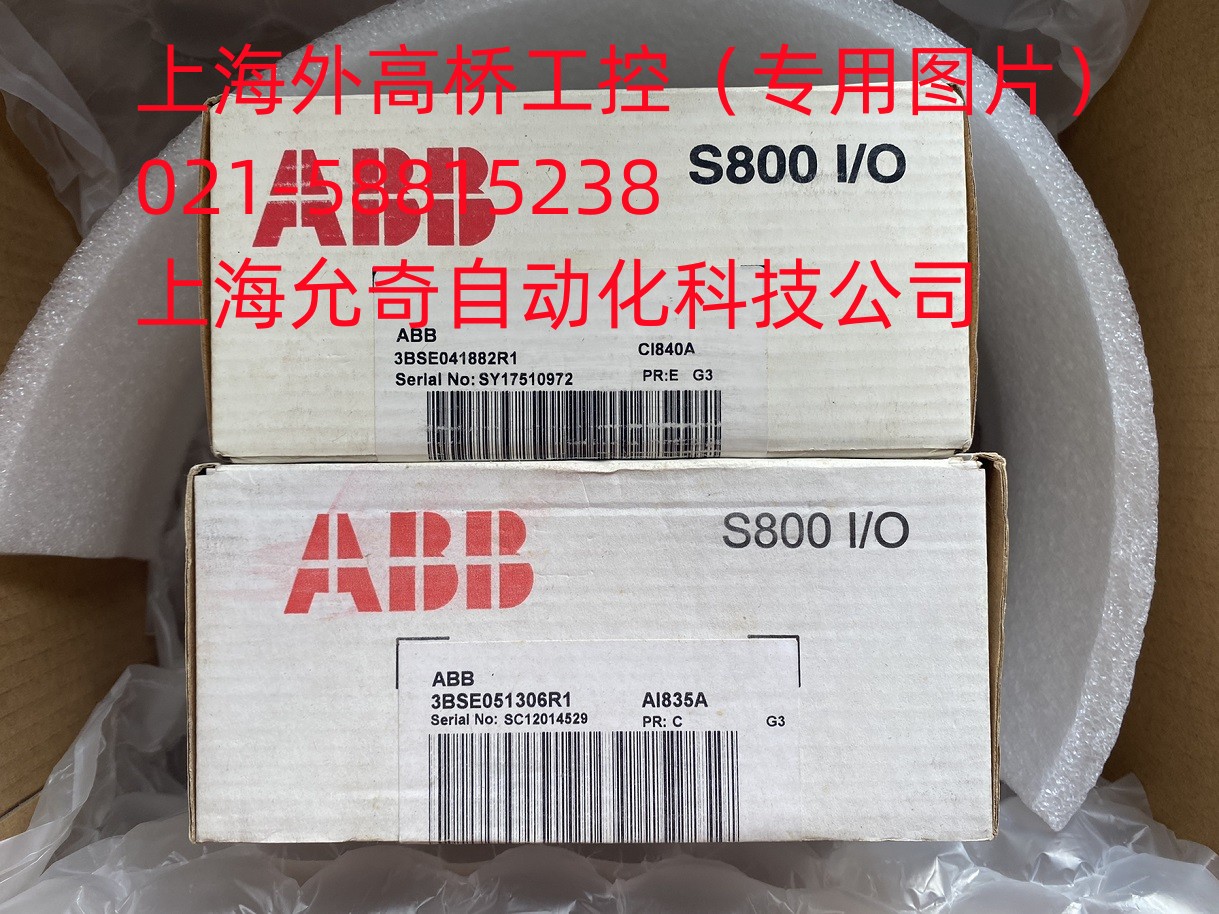 上海外高桥工控（专用图片）
ABB
S800 I/O
021-58815238
上海允奇自动化科技公司
ABB
3BSE041882R1 CI840A
Serial No: SY17510972 PR:E G3
ABB
S800 I/O
ABB
3BSE051306R1 AI835A
Serial No: SC12014529 PR: C G3